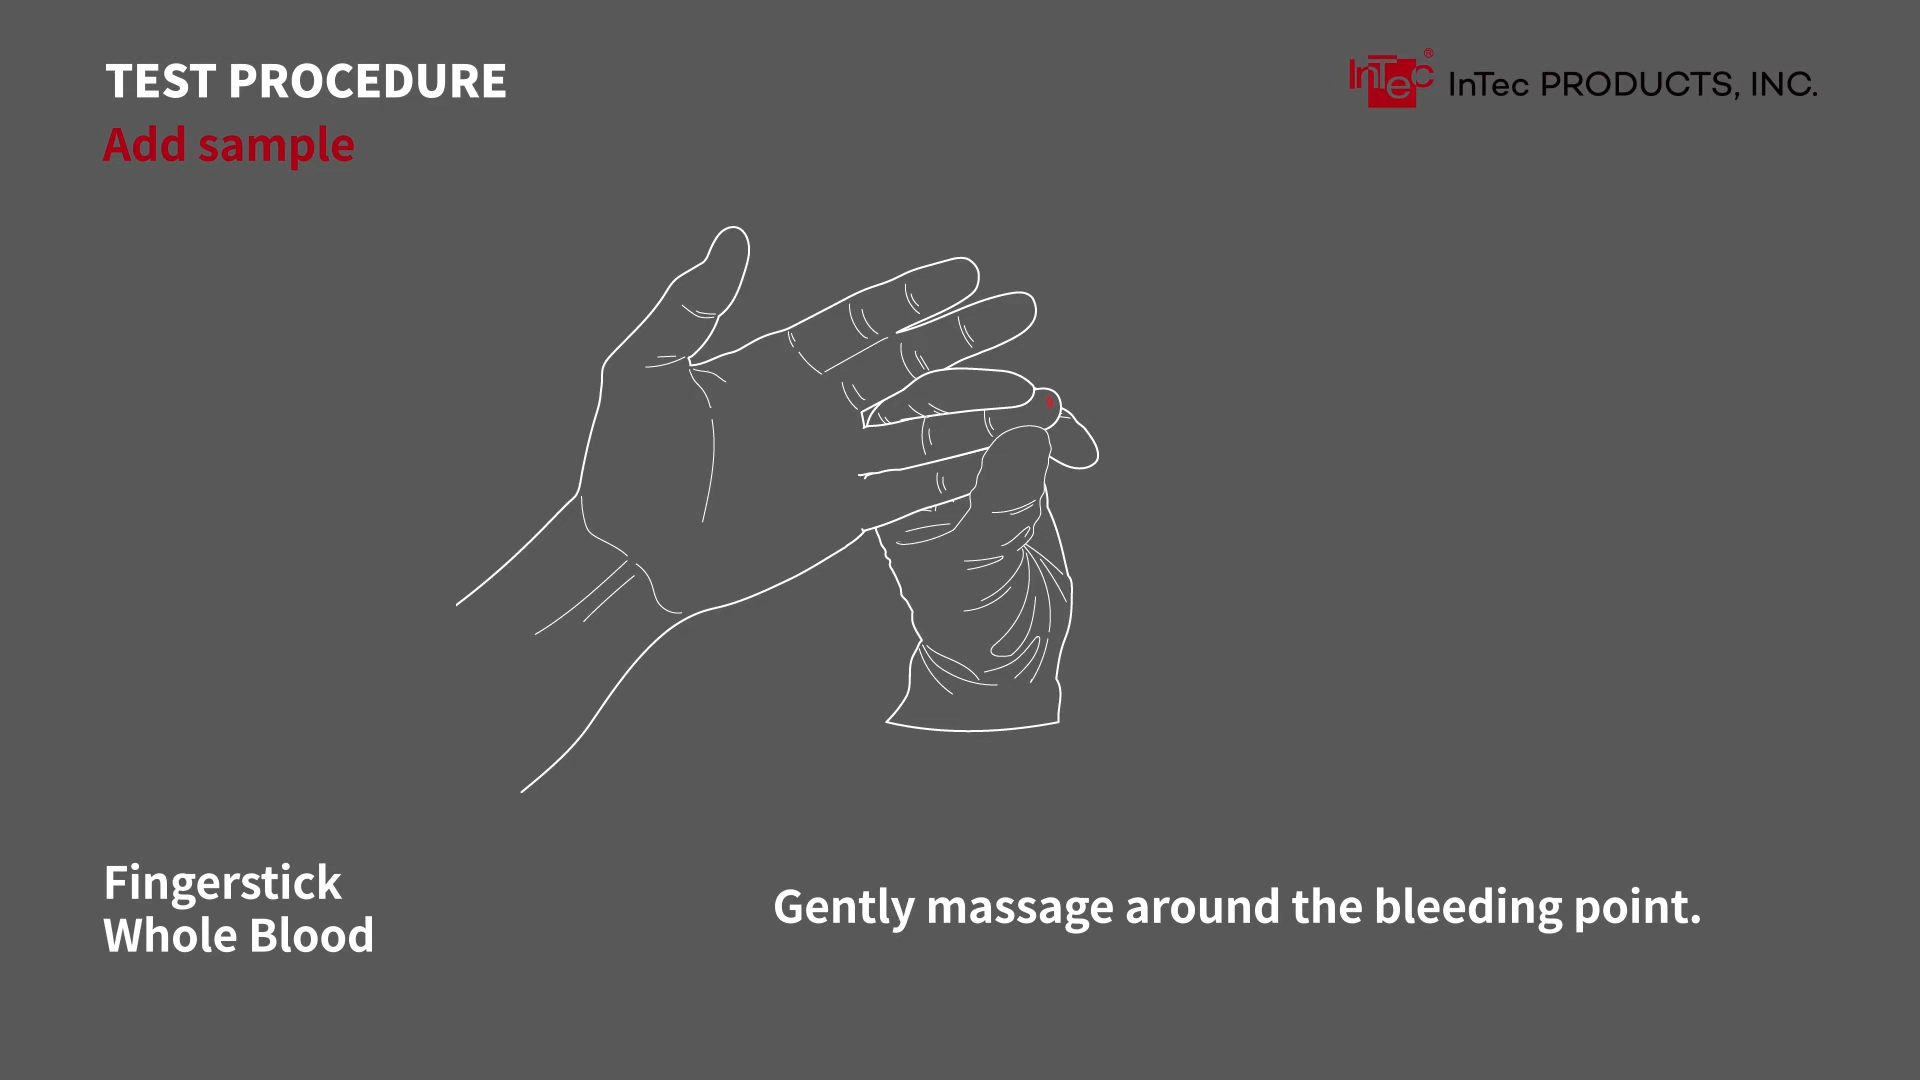 TEST PROCEDURE
Add sample
InTec ® InTec PRODUCTS, INC.
Fingerstick
Whole Blood
Gently massage around the bleeding point.